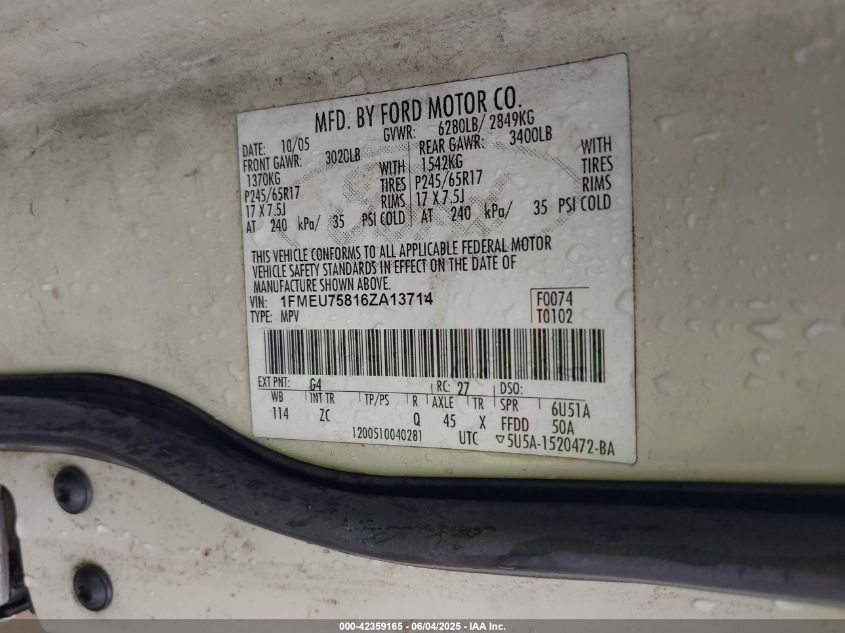 MFD. BY FORD MOTOR CO.
DATE: 10/05 GVWR: 6280LB/ 2849KG
FRONT GAWR: 3020LB REAR GAWR: 3400LB
1370KG WITH 1542KG WITH
P245/65R17 TIRES P245/65R17 TIRES
17 X 7.5J RIMS 17 X 7.5J RIMS
AT 240 kPa/ 35 PSI COLD AT 240 kPa/ 35 PSI COLD
THIS VEHICLE CONFORMS TO ALL APPLICABLE FEDERAL MOTOR
VEHICLE SAFETY STANDARDS IN EFFECT ON THE DATE OF
MANUFACTURE SHOWN ABOVE.
VIN: 1FMEU75816ZA13714 F0074
TYPE: MPV T0102
EXT PNT: G4 RC: 27 DSO:
WB INT TR TP/PS R AXLE TR SPR 6U51A
114 ZC Q 45 X FFDD 50A
1200510040281 UTC 5U5A-1520472-BA
000-42359165 - 06/04/2025 - IAA Inc.